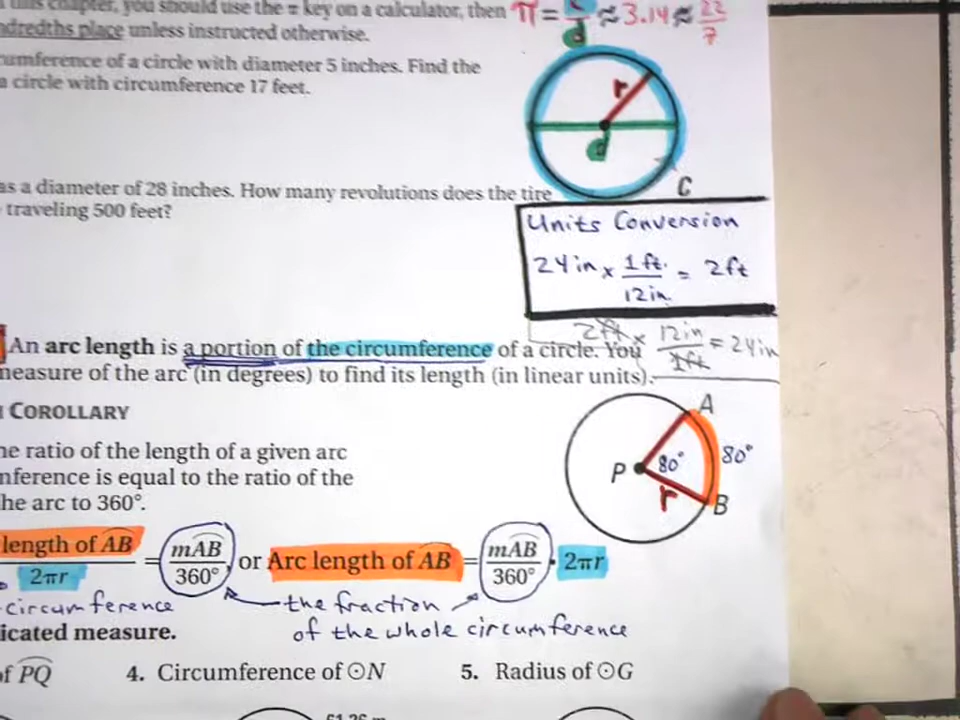 this chapter, you should use the π key on a calculator, then
hundredths place unless instructed otherwise.
π = C/d ≈ 3.14 ≈ 22/7
circumference of a circle with diameter 5 inches. Find the
a circle with circumference 17 feet.
r
d
C
as a diameter of 28 inches. How many revolutions does the tire
traveling 500 feet?
Units Conversion
24in x 1ft./12in = 2ft
2ft x 12in/1ft = 24in
An arc length is a portion of the circumference of a circle. You
measure of the arc (in degrees) to find its length (in linear units).
COROLLARY
he ratio of the length of a given arc
nference is equal to the ratio of the
he arc to 360°.
A
P 80° 80°
r B
length of AB/2πr = mAB/360°, or Arc length of AB = mAB/360° · 2πr
circumference
the fraction
of the whole circumference
icated measure.
f PQ 4. Circumference of ⊙N 5. Radius of ⊙G
61.26 m